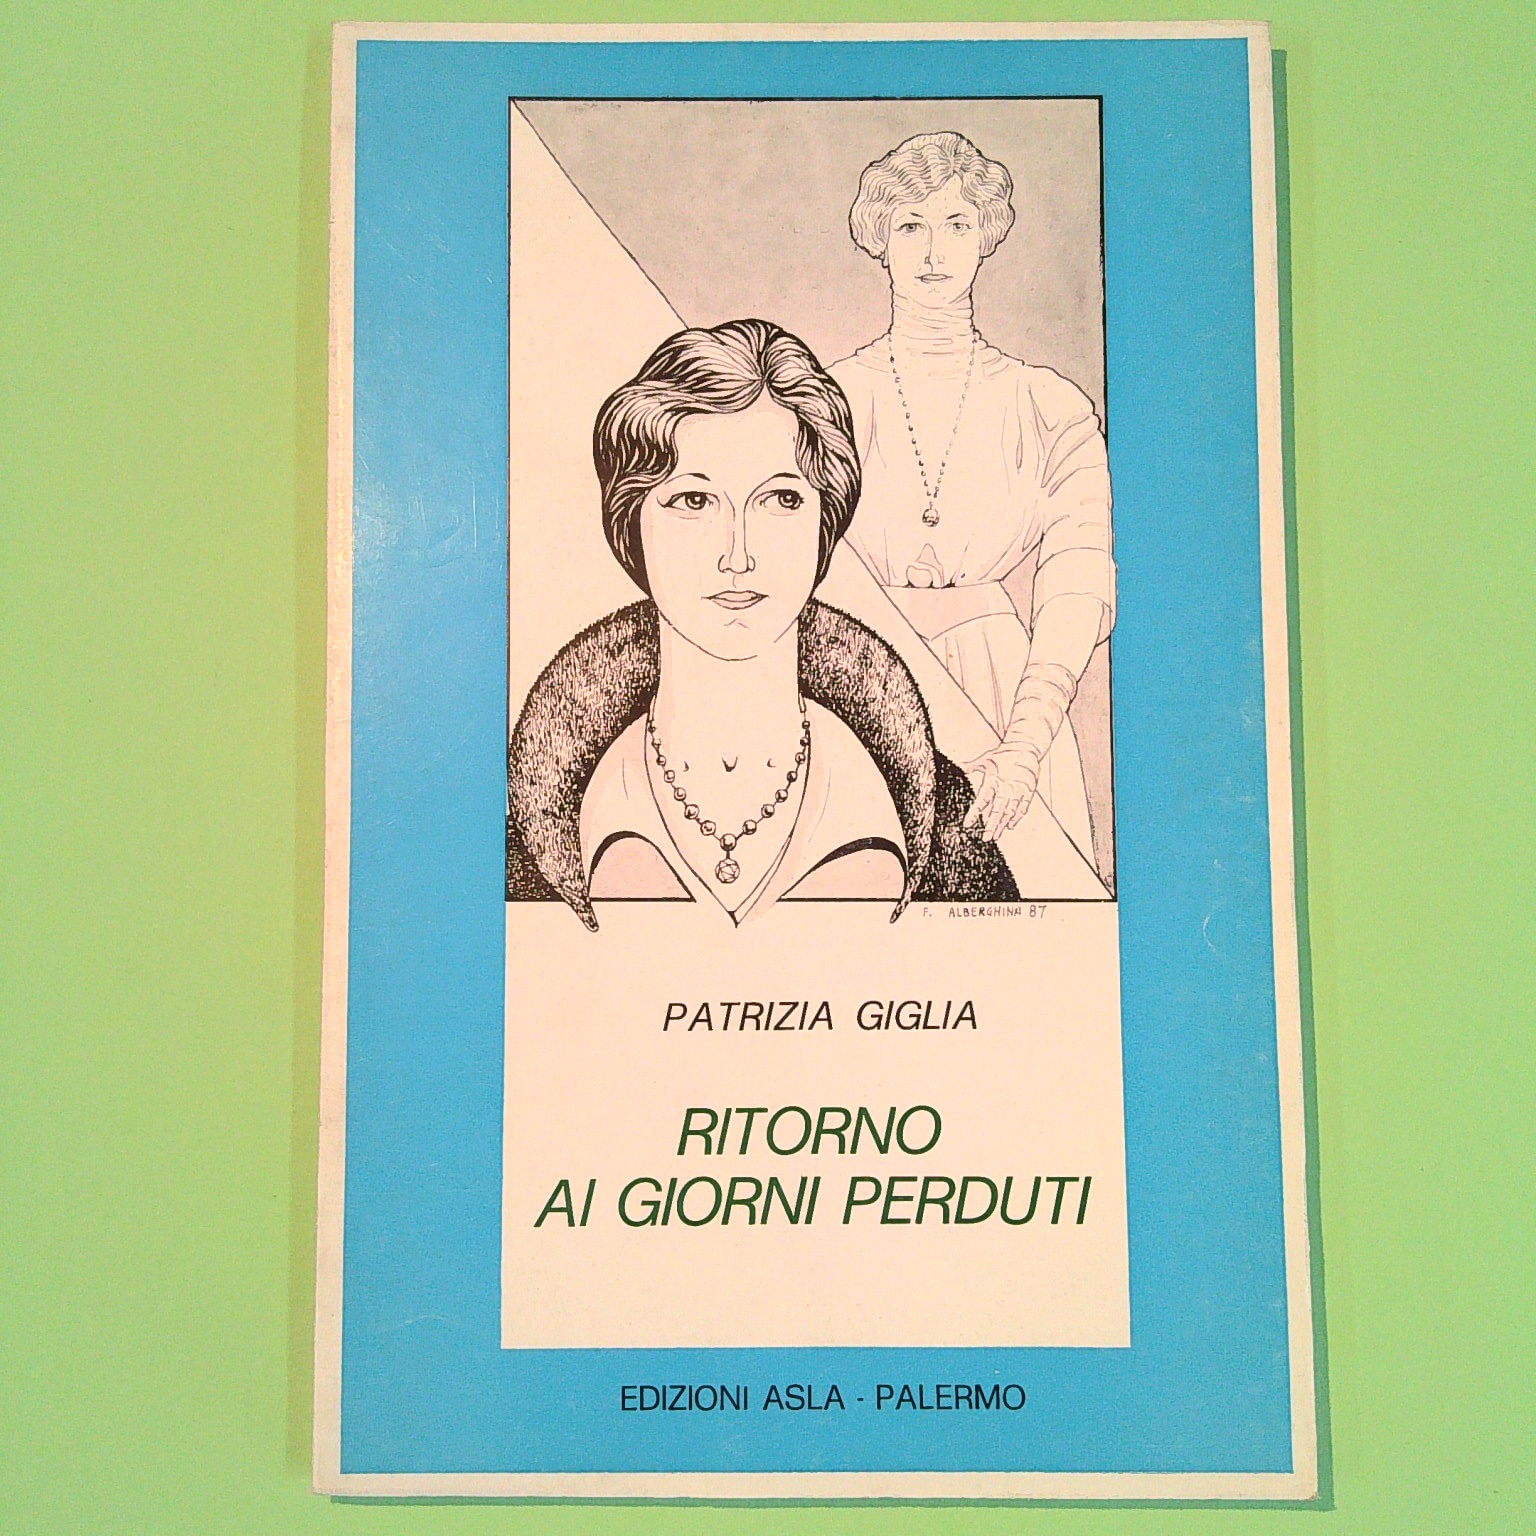 F. ALBERGHINA 87
PATRIZIA GIGLIA
RITORNO
AI GIORNI PERDUTI
EDIZIONI ASLA - PALERMO